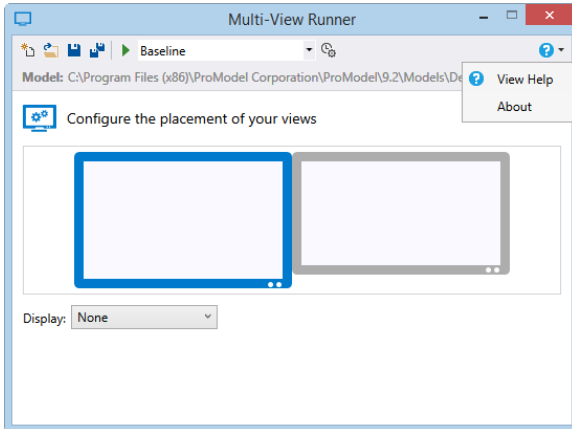 Multi-View Runner
Baseline
Model: C:\Program Files (x86)\ProModel Corporation\ProModel\9.2\Models\De
View Help
About
Configure the placement of your views
Display: None